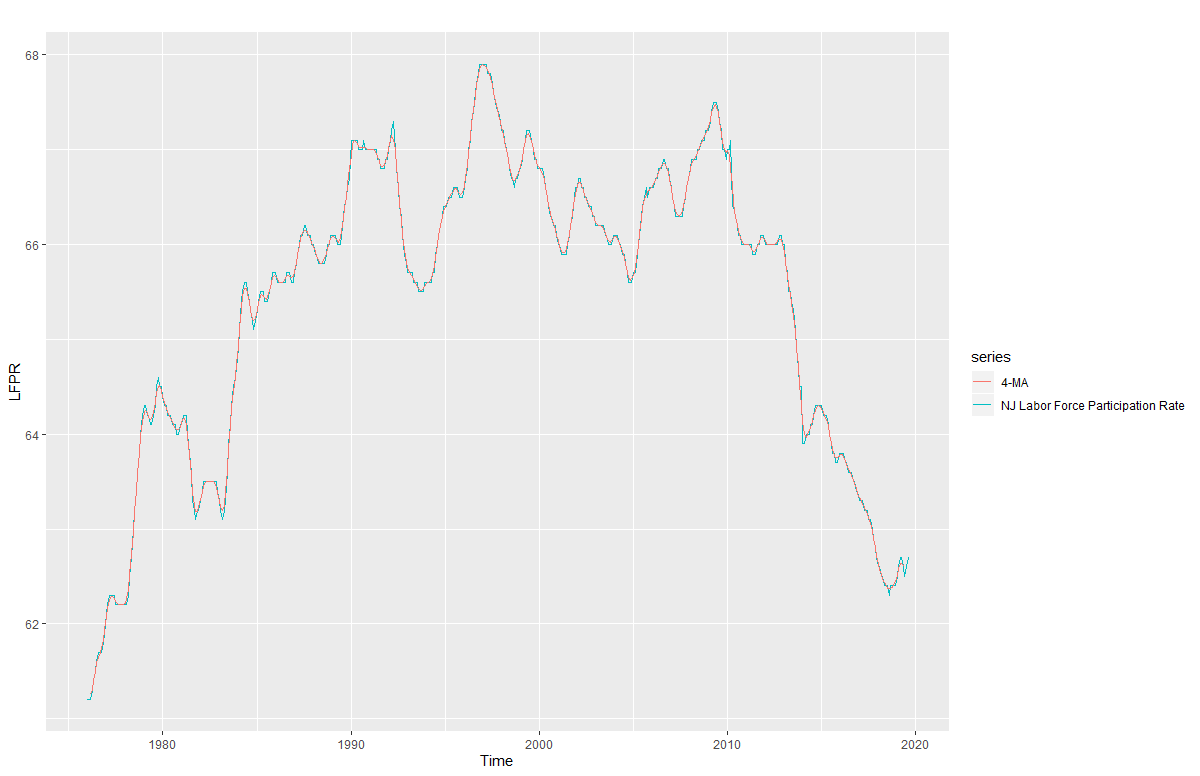 68
66
64
62
LFPR
1980 1990 2000 2010 2020
Time
series
4-MA
NJ Labor Force Participation Rate